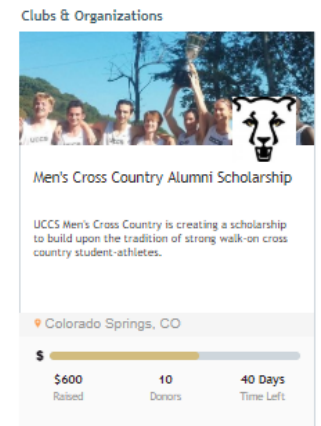 Clubs & Organizations
UCCS
UCCS
Men's Cross Country Alumni Scholarship
UCCS Men's Cross Country is creating a scholarship
to build upon the tradition of strong walk-on cross
country student-athletes.
Colorado Springs, CO
$
$600 10 40 Days
Raised Donors Time Left